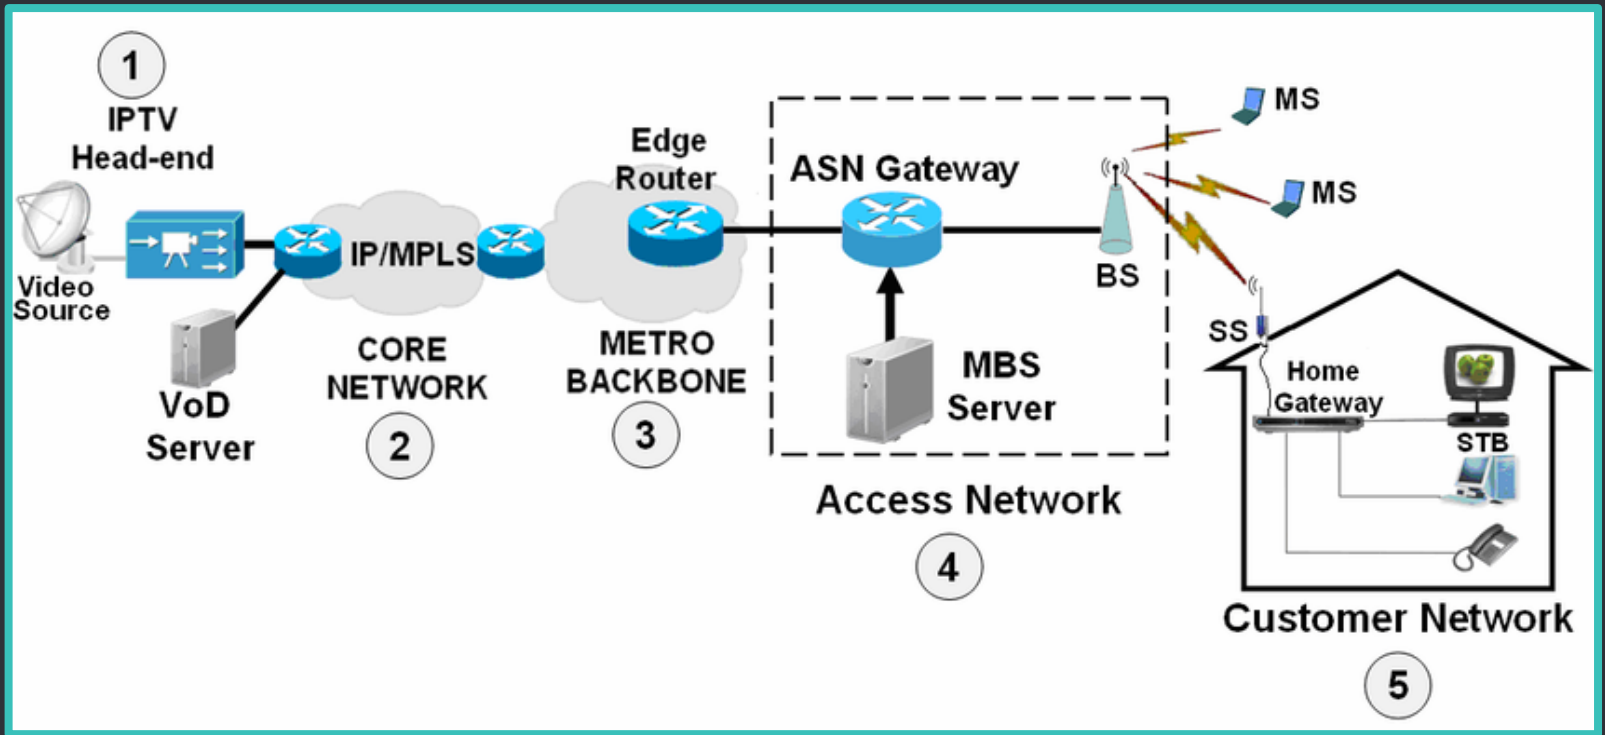 1
IPTV
Head-end
Video
Source
VoD
Server
IP/MPLS
CORE
NETWORK
2
Edge
Router
METRO
BACKBONE
3
ASN Gateway
BS
MBS
Server
Access Network
4
MS
MS
SS
Home
Gateway
STB
Customer Network
5